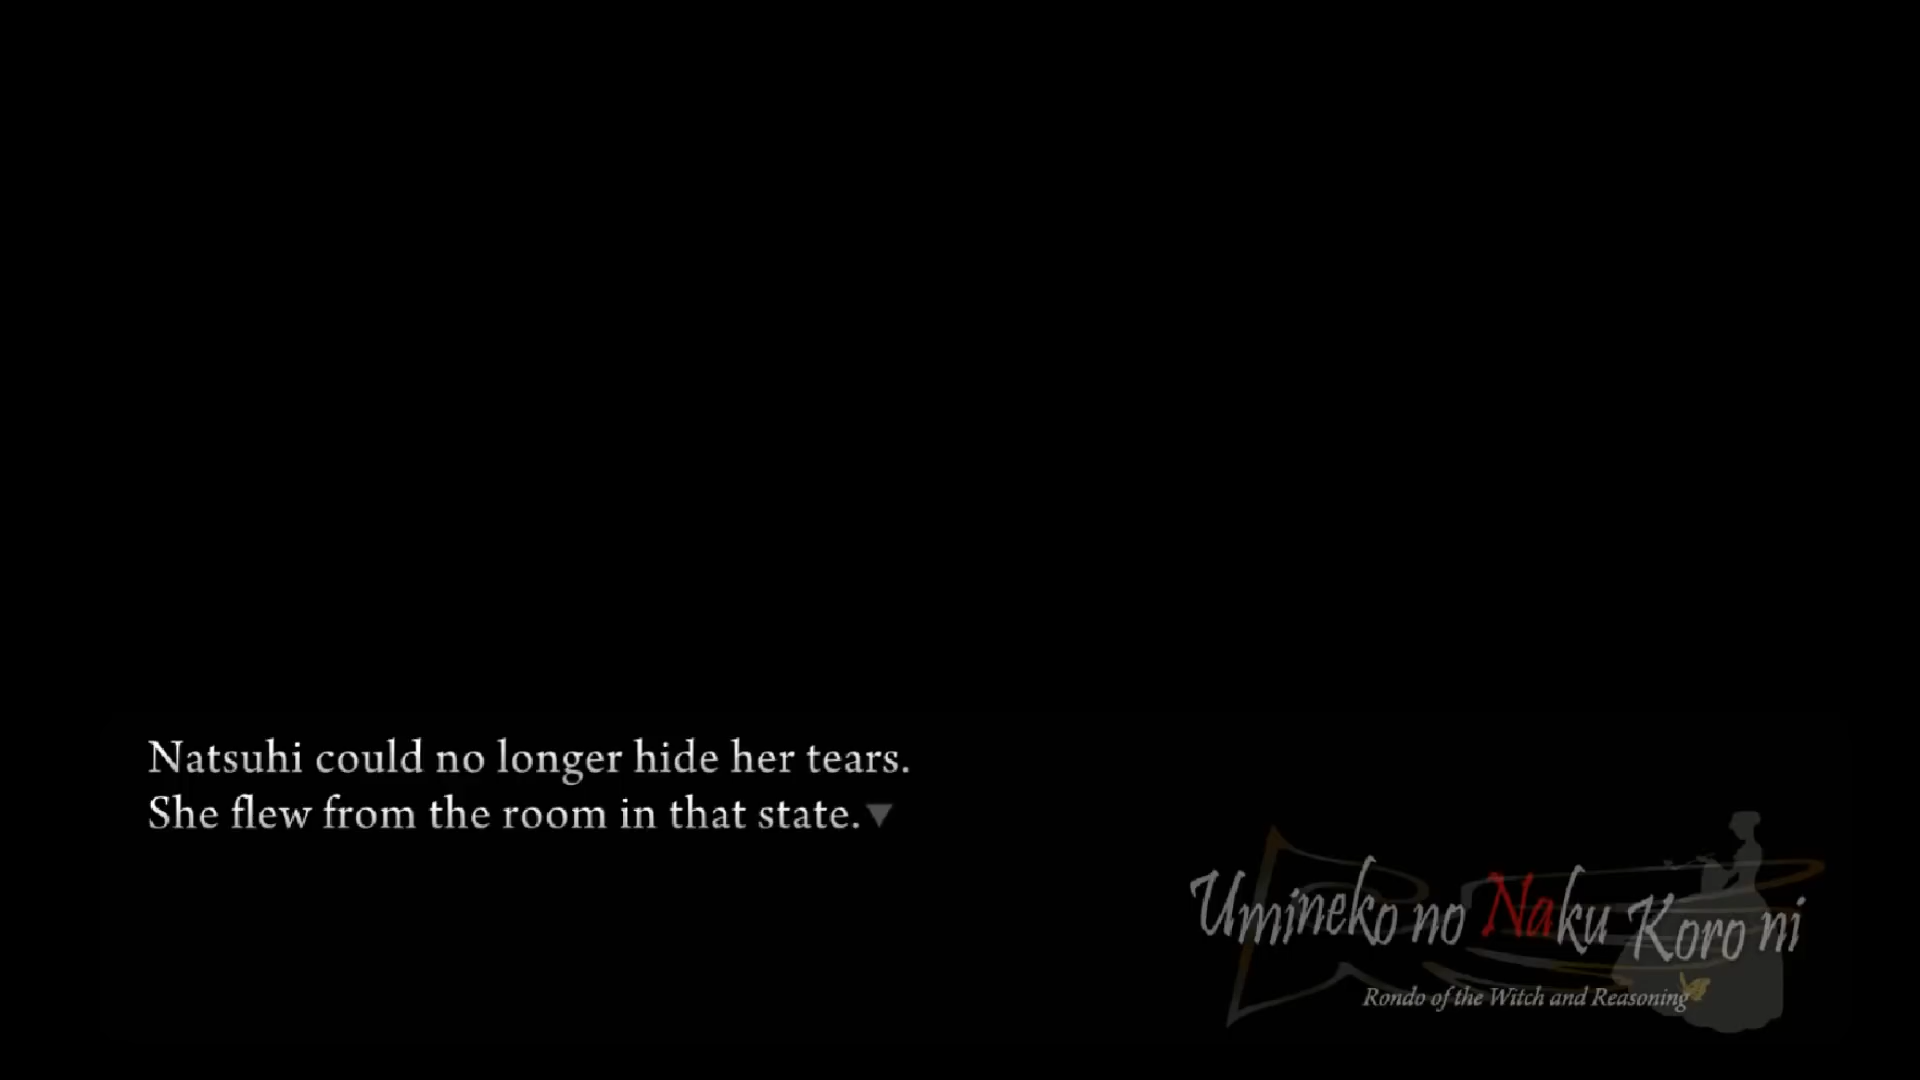 Natsuhi could no longer hide her tears.
She flew from the room in that state.
Umineko no Naku Koro ni
Rondo of the Witch and Reasoning